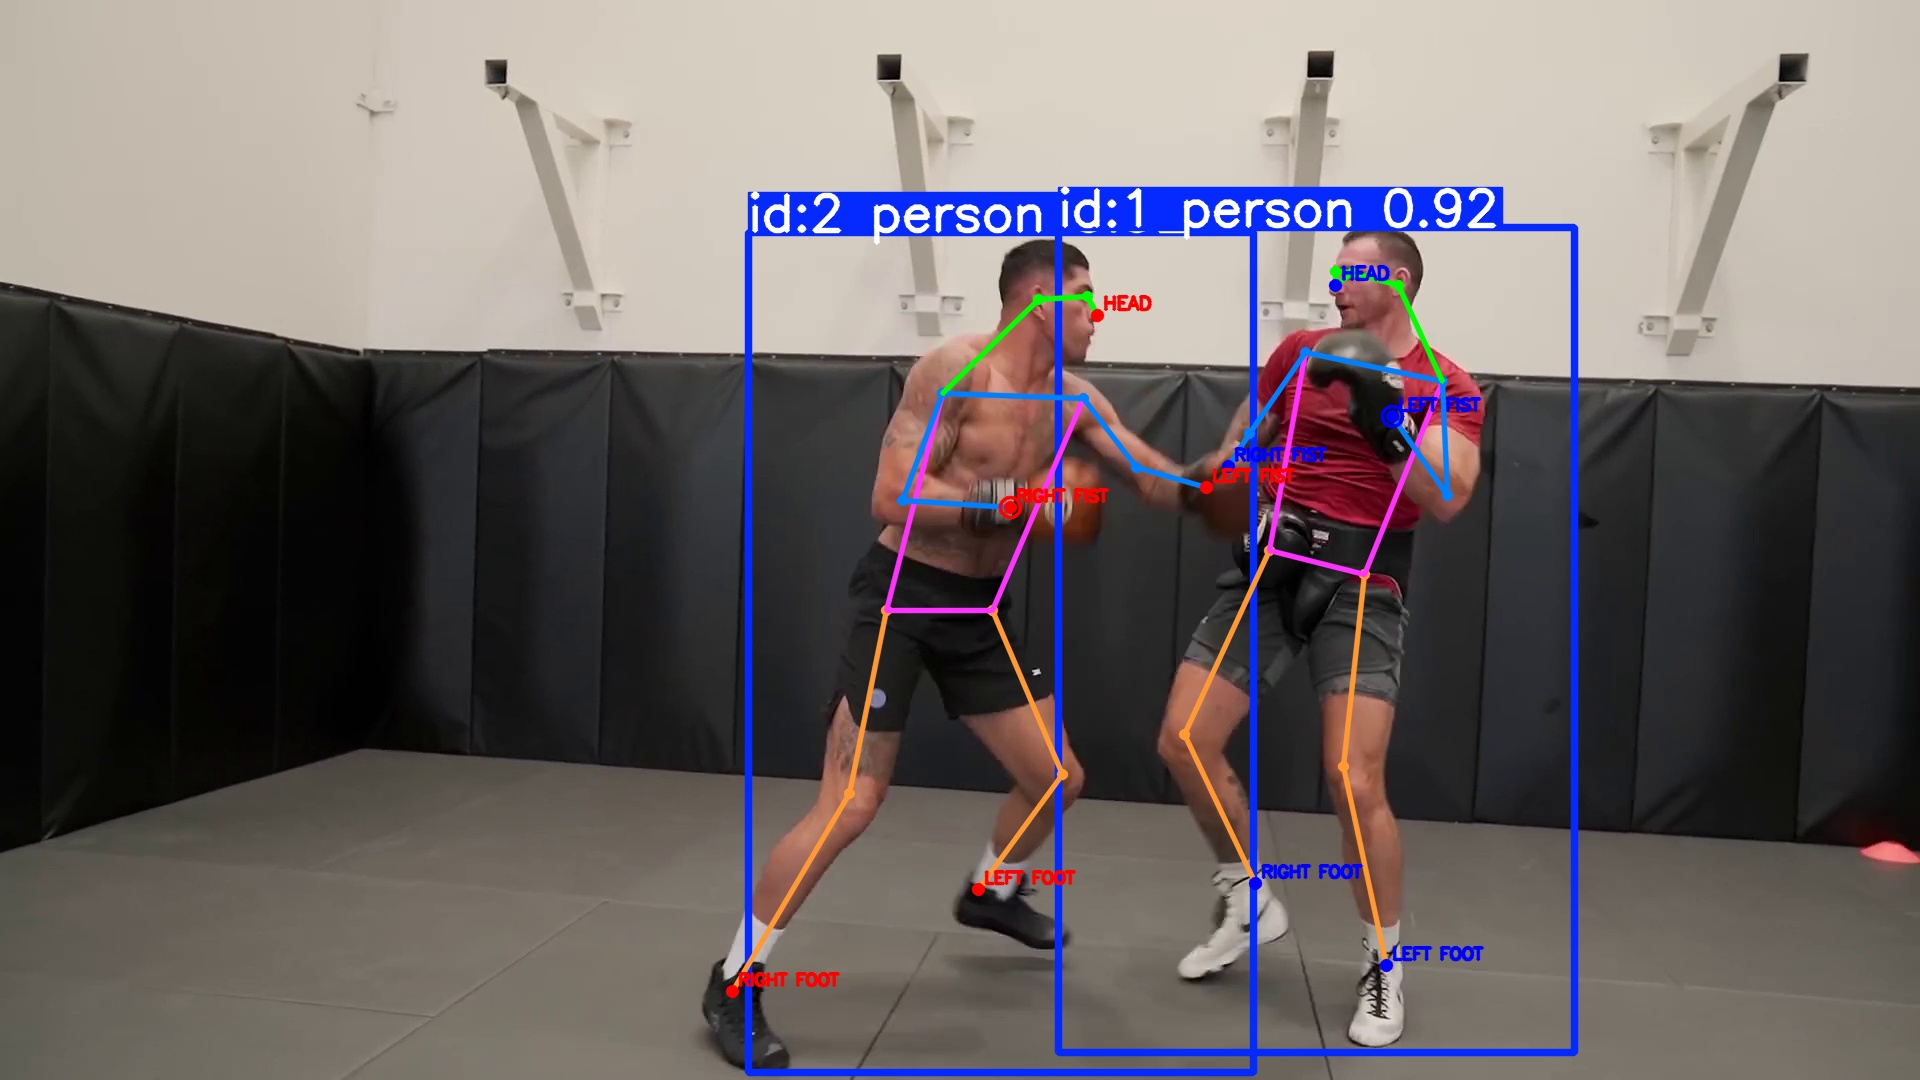 id:2 person
id:1 person 0.92
HEAD
HEAD
LEFT FIST
RIGHT FIST
LEFT FIST
RIGHT FIST
RIGHT FOOT
LEFT FOOT
LEFT FOOT
RIGHT FOOT